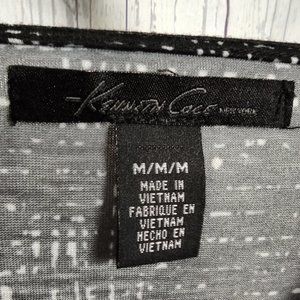 Kenneth Cole NEW YORK
M/M/M
MADE IN
VIETNAM
FABRIQUE EN
VIETNAM
HECHO EN
VIETNAM